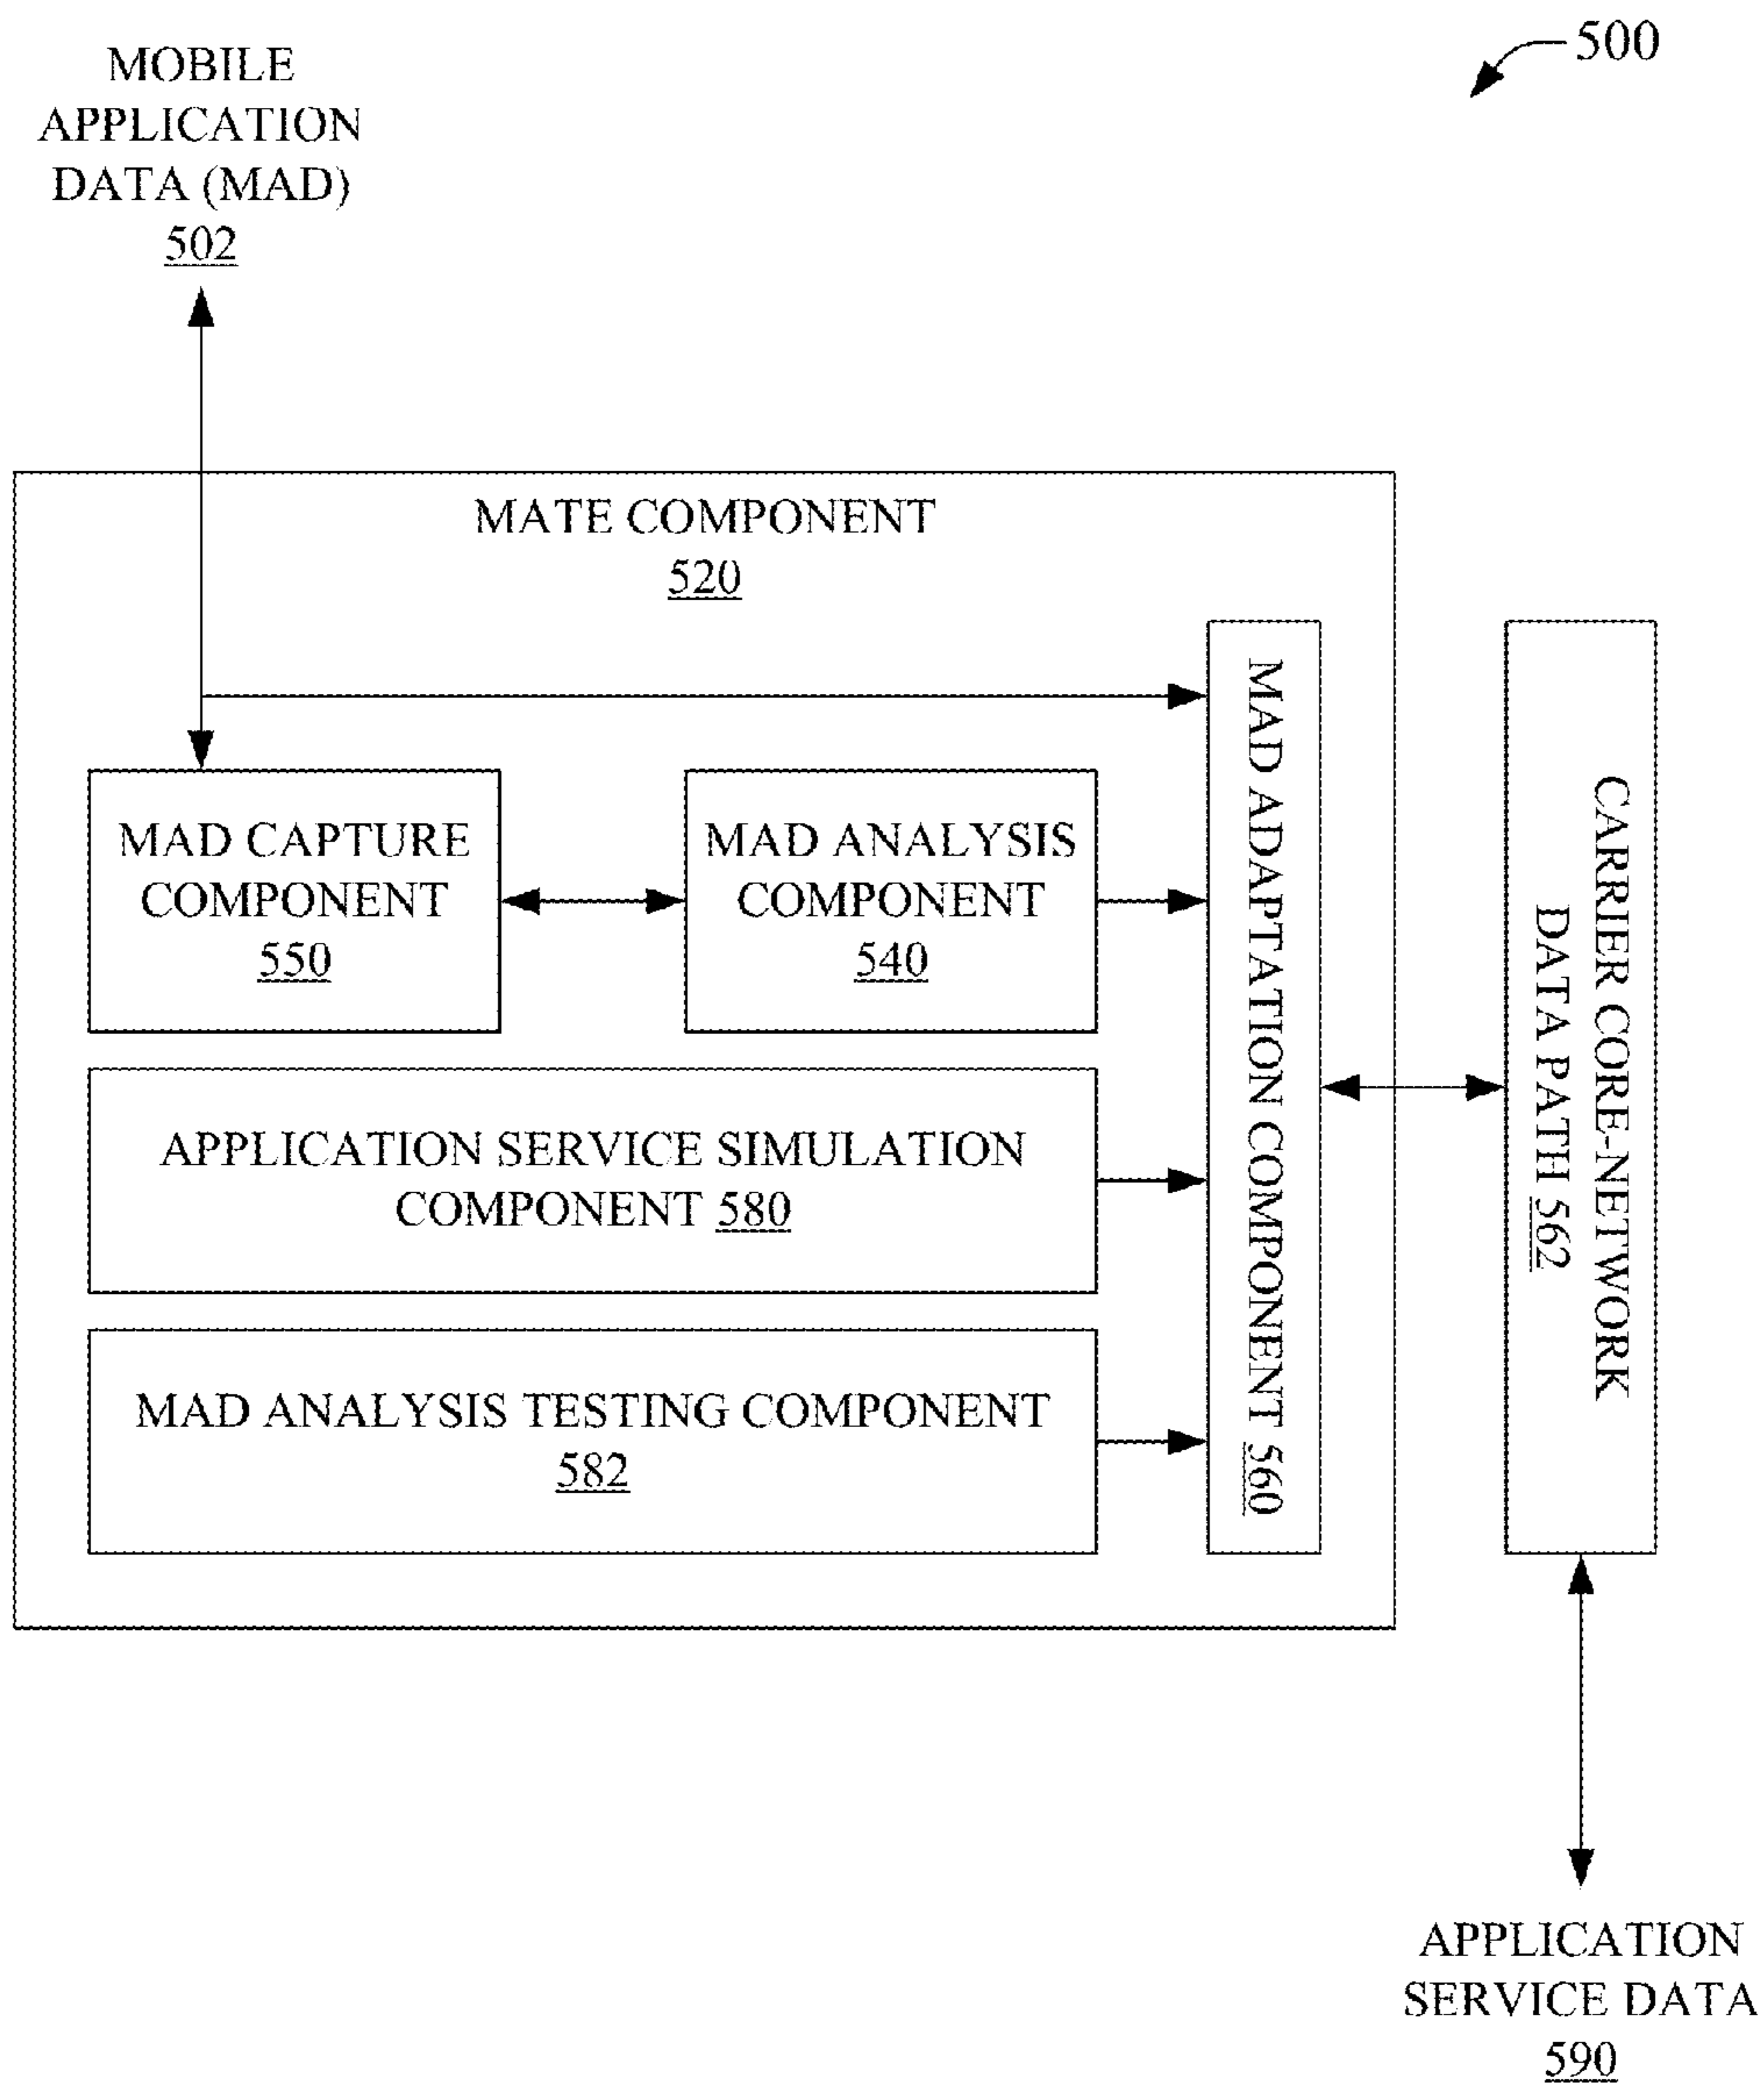 500
MOBILE
APPLICATION
DATA (MAD)
502
MATE COMPONENT
520
MAD CAPTURE
COMPONENT
550
MAD ANALYSIS
COMPONENT
540
APPLICATION SERVICE SIMULATION
COMPONENT 580
MAD ANALYSIS TESTING COMPONENT
582
MAD ADAPTATION COMPONENT 560
CARRIER CORE-NETWORK
DATA PATH 562
APPLICATION
SERVICE DATA
590